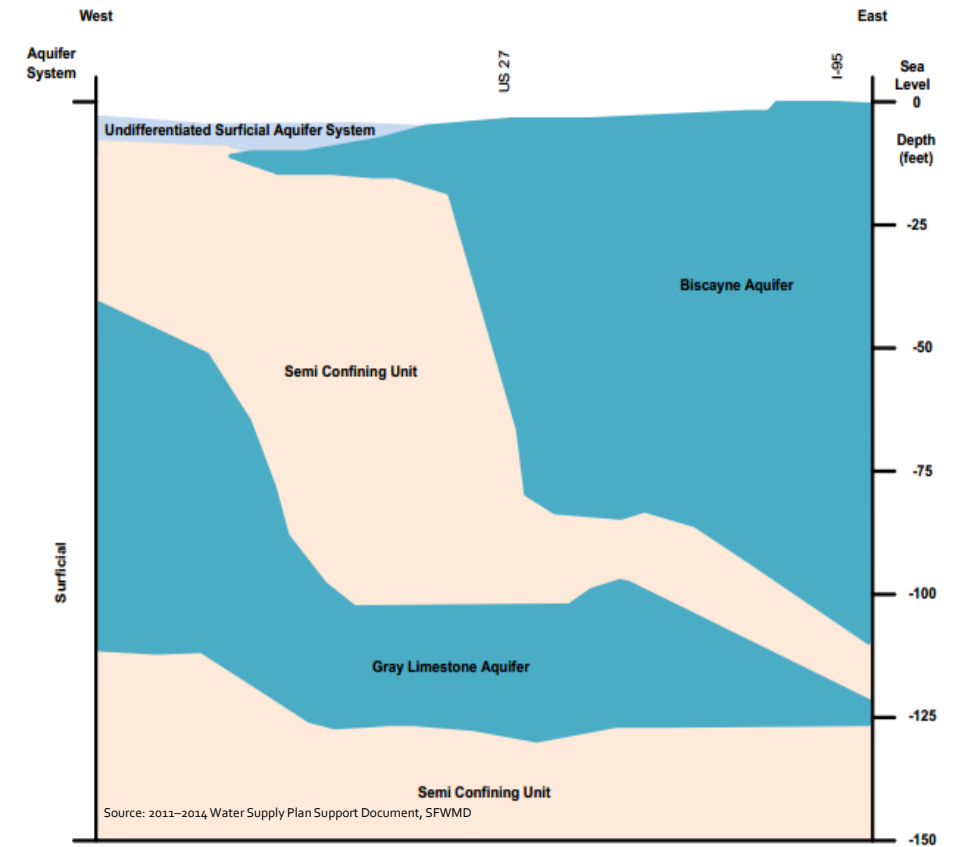 West
East
Aquifer
System
US 27
I-95
Sea
Level
0
Undifferentiated Surficial Aquifer System
Depth
(feet)
-25
Biscayne Aquifer
-50
Semi Confining Unit
-75
Surficial
-100
Gray Limestone Aquifer
-125
Semi Confining Unit
Source: 2011–2014 Water Supply Plan Support Document, SFWMD
-150